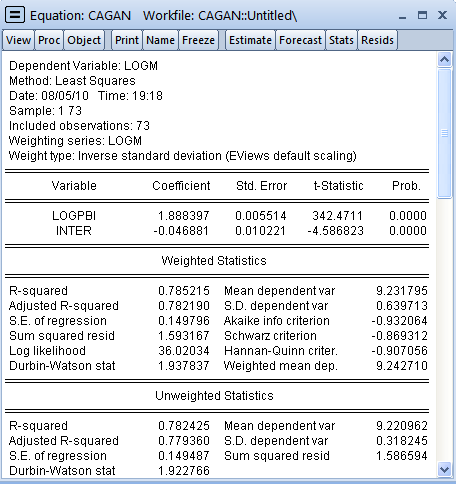 Equation: CAGAN Workfile: CAGAN::Untitled\
View Proc Object Print Name Freeze Estimate Forecast Stats Resids
Dependent Variable: LOGM
Method: Least Squares
Date: 08/05/10 Time: 19:18
Sample: 1 73
Included observations: 73
Weighting series: LOGM
Weight type: Inverse standard deviation (EViews default scaling)
Variable Coefficient Std. Error t-Statistic Prob.
LOGPBI 1.888397 0.005514 342.4711 0.0000
INTER -0.046881 0.010221 -4.586823 0.0000
Weighted Statistics
R-squared 0.785215 Mean dependent var 9.231795
Adjusted R-squared 0.782190 S.D. dependent var 0.639713
S.E. of regression 0.149796 Akaike info criterion -0.932064
Sum squared resid 1.593167 Schwarz criterion -0.869312
Log likelihood 36.02034 Hannan-Quinn criter. -0.907056
Durbin-Watson stat 1.937837 Weighted mean dep. 9.242710
Unweighted Statistics
R-squared 0.782425 Mean dependent var 9.220962
Adjusted R-squared 0.779360 S.D. dependent var 0.318245
S.E. of regression 0.149487 Sum squared resid 1.586594
Durbin-Watson stat 1.922766